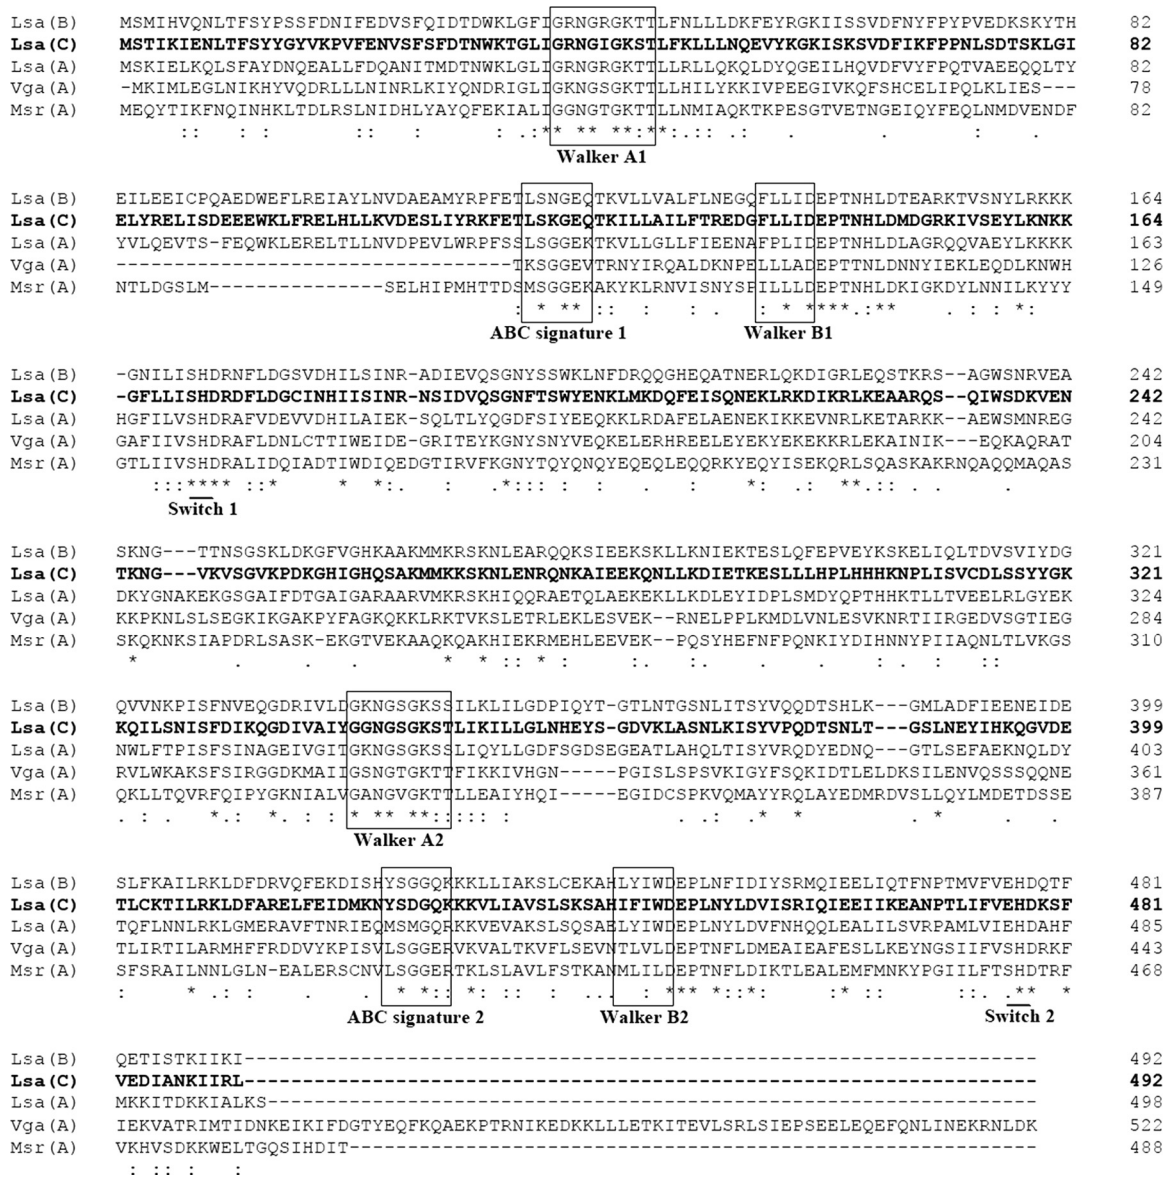 Lsa(B) MSMIHVQNLTFSYPSSFDNIFEDVSFQIDTDWKLGFIGRNGRGKTTLFNLLLDKFEYRGKIISSVDFNYFPYPVEDKSKYTH 82
Lsa(C) MSTIKIENLTFSYYGYVKPVFENVSFSFDTNWKTGLIGRNGIGKSTLFKLLLNQEVYKGKISKSVDFIKFPPNLSDTSKLGI 82
Lsa(A) MSKIELKQLSFAYDNQEALLFDQANITMDTNWKLGLIGRNGRGKTTLLRLLQKQLDYQGEILHQVDFVYFPQTVAEEQQLTY 82
Vga(A) -MKIMLEGLNIKHYVQDRLLLNINRLKIYQNDRIGLIGKNGSGKTTLLHILYKKIVPEEGIVKQFSHCELIPQLKLIES--- 78
Msr(A) MEQYTIKFNQINHKLTDLRSLNIDHLYAYQFEKIALIGGNGTGKTTLLNMIAQKTKPESGTVETNGEIQYFEQLNMDVENDF 82
:: : : :: : : .:** ** **:**::.:.: . . : .
Walker A1
Lsa(B) EILEEICPQAEDWEFLREIAYLNVDAEAMYRPFETLSNGEQTKVLLVALFLNEGQFLLIDEPTNHLDTEARKTVSNYLRKKK 164
Lsa(C) ELYRELISDEEEWKLFRELHLLKVDESLIYRKFETLSKGEQTKILLAILFTREDGFLLIDEPTNHLDMDGRKIVSEYLKNKK 164
Lsa(A) YVLQEVTS-FEQWKLERELTLLNVDPEVLWRPFSSLSGGEKTKVLLGLLFIEENAFPLIDEPTNHLDLAGRQQVAEYLKKKK 163
Vga(A) ----------------------------------TKSGGEVTRNYIRQALDKNPELLLADEPTTNLDNNYIEKLEQDLKNWH 126
Msr(A) NTLDGSLM---------------SELHIPMHTTDSMSGGEKAKYKLRNVISNYSPILLLDEPTNHLDKIGKDYLNNILKYYY 149
: * ** :: : : . : * ****.:** : : *:
ABC signature 1 Walker B1
Lsa(B) -GNILISHDRNFLDGSVDHILSINR-ADIEVQSGNYSSWKLNFDRQQGHEQATNERLQKDIGRLEQSTKRS--AGWSNRVEA 242
Lsa(C) -GFLLISHDRDFLDGCINHIISINR-NSIDVQSGNFTSWYENKLMKDQFEISQNEKLRKDIKRLKEAARQS--QIWSDKVEN 242
Lsa(A) HGFILVSHDRAFVDEVVDHILAIEK-SQLTLYQGDFSIYEEQKKLRDAFELAENEKIKKEVNRLKETARKK--AEWSMNREG 242
Vga(A) GAFIIVSHDRAFLDNLCTTIWEIDE-GRITEYKGNYSNYVEQKELERHREELEYEKYEKEKKRLEKAINIK--EQKAQRAT 204
Msr(A) GTLIIVSHDRALIDQIADTIWDIQEDGTIRVFKGNYTQYQNQYEQEQLEQQRKYEQYISEKQRLSQASKAKRNQAQQMAQAS 231
:::**** ::* * *:. : .*::: : : . *: .: **.: . . .
Switch 1
Lsa(B) SKNG---TTNSGSKLDKGFVGHKAAKMMKRSKNLEARQQKSIEEKSKLLKNIEKTESLQFEPVEYKSKELIQLTDVSVIYDG 321
Lsa(C) TKNG---VKVSGVKPDKGHIGHQSAKMMKKSKNLENRQNKAIEEKQNLLKDIETKESLLLHPLHHHKNPLISVCDLSSYYGK 321
Lsa(A) DKYGNAKEKGSGAIFDTGAIGARAARVMKRSKHIQQRAETQLAEKEKLLKDLEYIDPLSMDYQPTHHKTLLTVEELRLGYEK 324
Vga(A) KKPKNLSLSEGKIKGAKPYFAGKQKKLRKTVKSLETRLEKLESVEK--RNELPPLKMDLVNLESVKNRTIIRGEDVSGTIEG 284
Msr(A) SKQKNKSIAPDRLSASK-EKGTVEKAAQKQAKHIEKRMEHLEEVEK--PQSYHEFNFPQNKIYDIHNNYPIIAQNLTLVKGS 310
* . . . * * :: * : : . . : . : ::
Lsa(B) QVVNKPISFNVEQGDRIVLDGKNGSGKSSILKLILGDPIQYT-GTLNTGSNLITSYVQQDTSHLK---GMLADFIEENEIDE 399
Lsa(C) KQILSNISFDIKQGDIVAIYGGNGSGKSTLIKILLGLNHEYS-GDVKLASNLKISYVPQDTSNLT---GSLNEYIHKQGVDE 399
Lsa(A) NWLFTPISFSINAGEIVGITGKNGSGKSSLIQYLLGDFSGDSEGEATLAHQLTISYVRQDYEDNQ---GTLSEFAEKNQLDY 403
Vga(A) RVLWKAKSFSIRGGDKMAIIGSNGTGKTTFIKKIVHGN-----PGISLSPSVKIGYFSQKIDTLELDKSILENVQSSSQQNE 361
Msr(A) QKLLTQVRFQIPYGKNIALVGANGVGKTTLLEAIYHQI-----EGIDCSPKVQMAYYRQLAYEDMRDVSLLQYLMDETDSSE 387
. : . *.: *. : : * ** **::::: : . .: * * . * . .
Walker A2
Lsa(B) SLFKAILRKLDFDRVQFEKDISHYSGGQKKKLLIAKSLCEKAHLYIWDEPLNFIDIYSRMQIEELIQTFNPTMVFVEHDQTF 481
Lsa(C) TLCKTILRKLDFARELFEIDMKNYSDGQKKKVLIAVSLSKSAHIFIWDEPLNYLDVISRIQIEEIIKEANPTLIFVEHDKSF 481
Lsa(A) TQFLNNLRKLGMERAVFTNRIEQMSMGQRKKVEVAKSLSQSAELYIWDEPLNYLDVFNHQQLEALILSVRPAMLVIEHDAHF 485
Vga(A) TLIRTILARMHFFRDDVYKPISVLSGGERVKVALTKVFLSEVNTLVLDEPTNFLDMEAIEAFESLLKEYNGSIIFVSHDRKF 443
Msr(A) SFSRAILNNLGLN-EALERSCNVLSGGERTKLSLAVLFSTKANMLILDEPTNFLDIKTLEALEMFMNKYPGIILFTSHDTRF 468
: * .: : . . * *:: *: :: : ... : *** *::*: :* : ::. .** *
ABC signature 2 Walker B2 Switch 2
Lsa(B) QETISTKIIKI-------------------------------------------------------------------- 492
Lsa(C) VEDIANKIIRL-------------------------------------------------------------------- 492
Lsa(A) MKKITDKKIALKS------------------------------------------------------------------ 498
Vga(A) IEKVATRIMTIDNKEIKIFDGTYEQFKQAEKPTRNIKEDKKLLLETKITEVLSRLSIEPSEELEQEFQNLINEKRNLDK 522
Msr(A) VKHVSDKKWELTGQSIHDIT----------------------------------------------------------- 488
: :: : :